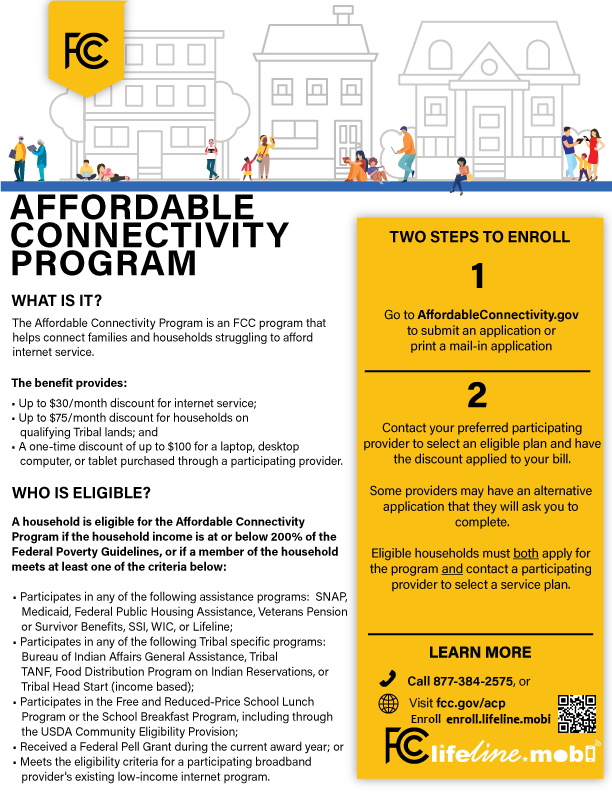 FCC
AFFORDABLE
CONNECTIVITY
PROGRAM
WHAT IS IT?
The Affordable Connectivity Program is an FCC program that
helps connect families and households struggling to afford
internet service.
The benefit provides:
• Up to $30/month discount for internet service;
• Up to $75/month discount for households on
qualifying Tribal lands; and
• A one-time discount of up to $100 for a laptop, desktop
computer, or tablet purchased through a participating provider.
WHO IS ELIGIBLE?
A household is eligible for the Affordable Connectivity
Program if the household income is at or below 200% of the
Federal Poverty Guidelines, or if a member of the household
meets at least one of the criteria below:
• Participates in any of the following assistance programs: SNAP,
Medicaid, Federal Public Housing Assistance, Veterans Pension
or Survivor Benefits, SSI, WIC, or Lifeline;
• Participates in any of the following Tribal specific programs:
Bureau of Indian Affairs General Assistance, Tribal
TANF, Food Distribution Program on Indian Reservations, or
Tribal Head Start (income based);
• Participates in the Free and Reduced-Price School Lunch
Program or the School Breakfast Program, including through
the USDA Community Eligibility Provision;
• Received a Federal Pell Grant during the current award year; or
• Meets the eligibility criteria for a participating broadband
provider's existing low-income internet program.
TWO STEPS TO ENROLL
1
Go to AffordableConnectivity.gov
to submit an application or
print a mail-in application
2
Contact your preferred participating
provider to select an eligible plan and have
the discount applied to your bill.
Some providers may have an alternative
application that they will ask you to
complete.
Eligible households must both apply for
the program and contact a participating
provider to select a service plan.
LEARN MORE
Call 877-384-2575, or
Visit fcc.gov/acp
Enroll enroll.lifeline.mobi
FCC lifeline.mobi